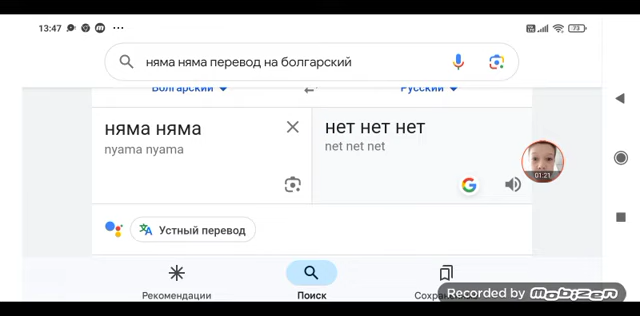 13:47
73
няма няма перевод на болгарский
Болгарский
Русский
няма няма
nyama nyama
нет нет нет
net net net
01:21
Устный перевод
Рекомендации
Поиск
Recorded by MOBIZEN